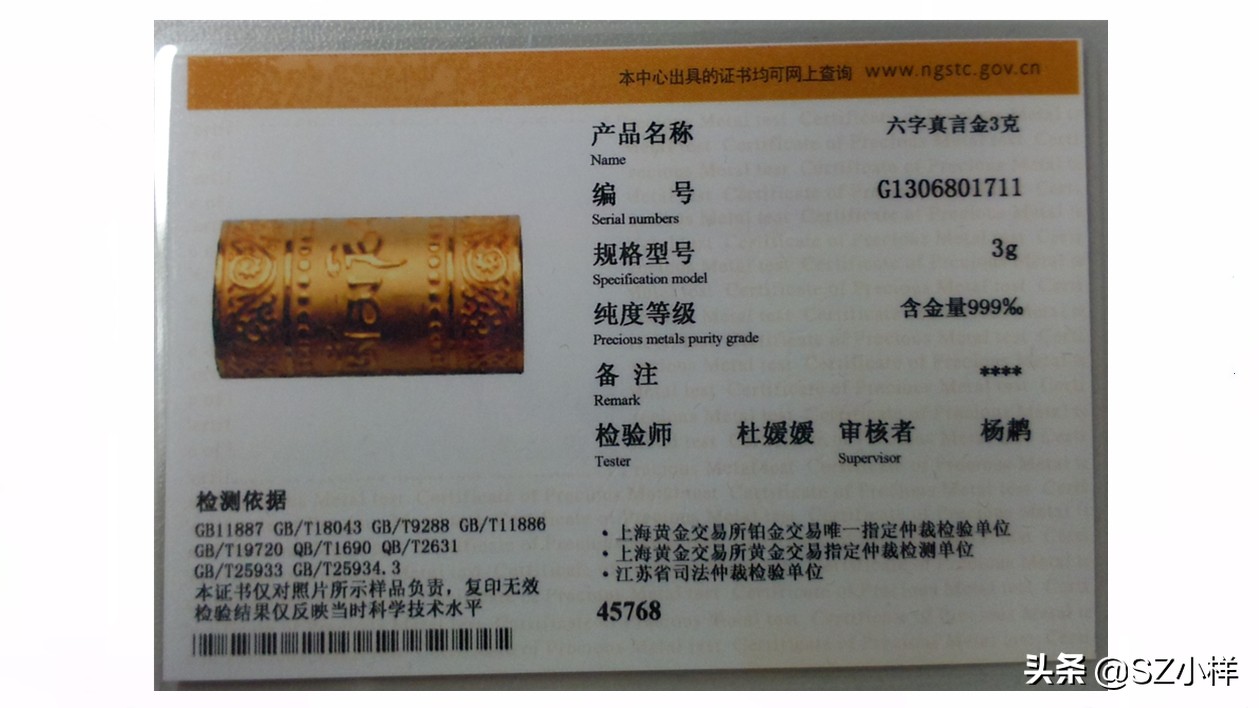 本中心出具的证书均可网上查询 www.ngstc.gov.cn
产品名称 六字真言金3克
Name
编 号 G1306801711
Serial numbers
规格型号 3g
Specification model
纯度等级 含金量999‰
Precious metals purity grade
备 注 ****
Remark
检验师 杜媛媛 审核者 杨鹔
Tester Supervisor
检测依据
GB11887 GB/T18043 GB/T9288 GB/T11886
GB/T19720 QB/T1690 QB/T2631
GB/T25933 GB/T25934.3
本证书仅对照片所示样品负责，复印无效
检验结果仅反映当时科学技术水平
·上海黄金交易所铂金交易唯一指定仲裁检验单位
·上海黄金交易所黄金交易指定仲裁检测单位
·江苏省司法仲裁检验单位
45768
头条 @SZ小样